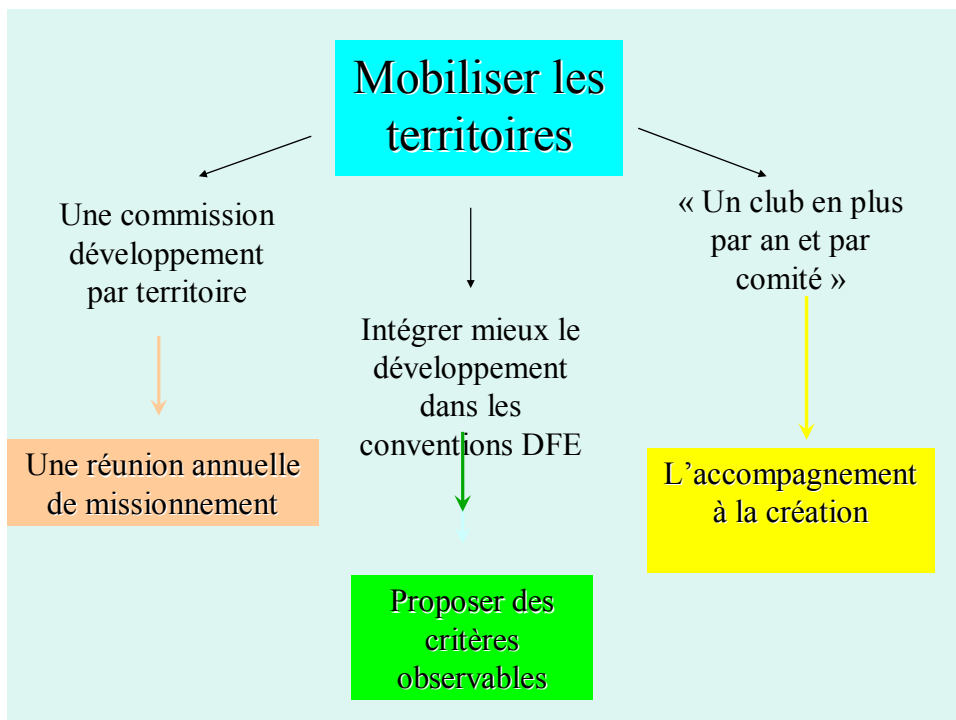 Mobiliser les
territoires
Une commission
développement
par territoire
Une réunion annuelle
de missionnement
Intégrer mieux le
développement
dans les
conventions DFE
Proposer des
critères
observables
« Un club en plus
par an et par
comité »
L’accompagnement
à la création